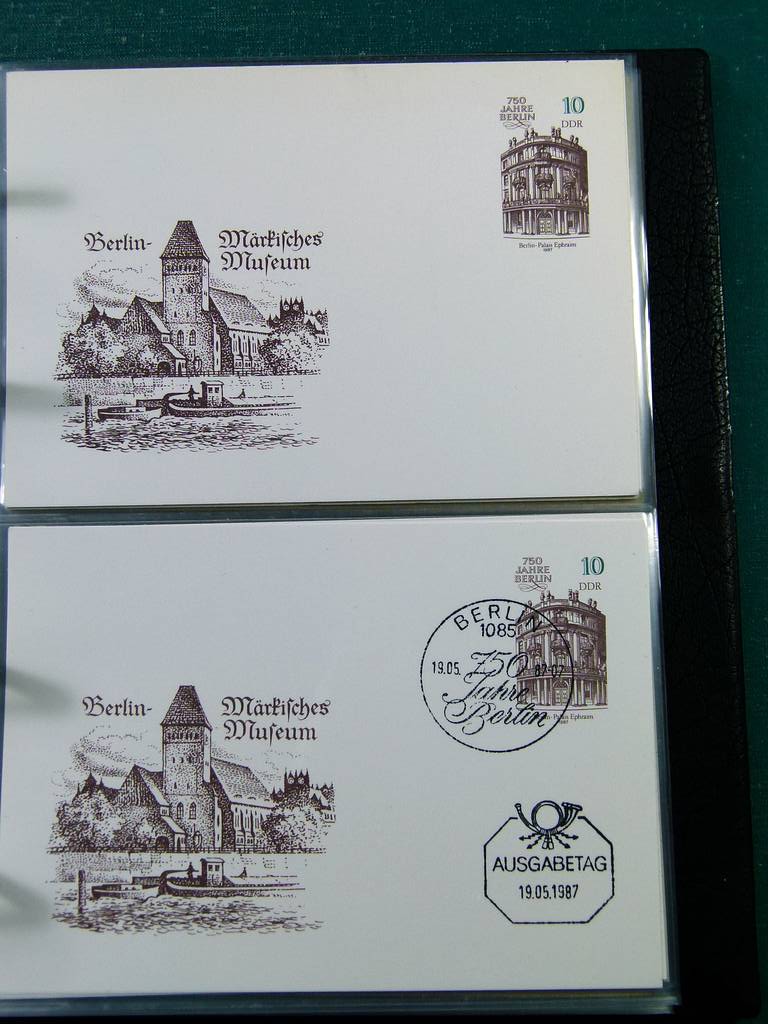 750
JAHRE
BERLIN
10
DDR
Berlin-Palais Ephraim
1987
Berlin- Märkisches
Museum
750
JAHRE
BERLIN
10
DDR
BERLIN
1085
19.05. 87-07
750
Jahre
Berlin
Palais Ephraim
1987
Berlin- Märkisches
Museum
AUSGABETAG
19.05.1987